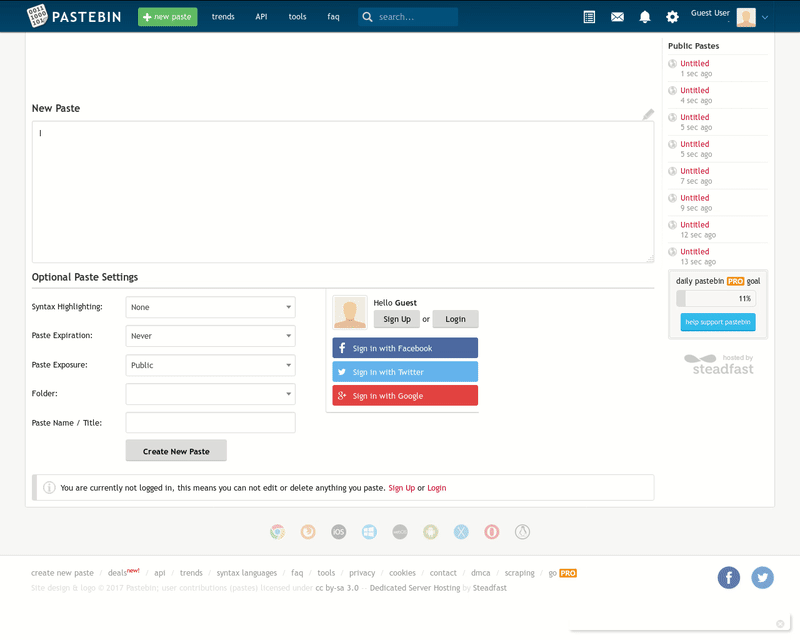 PASTEBIN
new paste
trends
API
tools
faq
search...
Guest User
Public Pastes
Untitled
1 sec ago
Untitled
4 sec ago
Untitled
5 sec ago
Untitled
5 sec ago
Untitled
7 sec ago
Untitled
9 sec ago
Untitled
12 sec ago
Untitled
13 sec ago
daily pastebin PRO goal
11%
help support pastebin
hosted by
steadfast
New Paste
Optional Paste Settings
Syntax Highlighting:
None
Paste Expiration:
Never
Paste Exposure:
Public
Folder:
Paste Name / Title:
Create New Paste
Hello Guest
Sign Up or Login
Sign in with Facebook
Sign in with Twitter
Sign in with Google
You are currently not logged in, this means you can not edit or delete anything you paste. Sign Up or Login
iOS
create new paste / deals new! / api / trends / syntax languages / faq / tools / privacy / cookies / contact / dmca / scraping / go PRO
Site design & logo © 2017 Pastebin; user contributions (pastes) licensed under cc by-sa 3.0 -- Dedicated Server Hosting by Steadfast